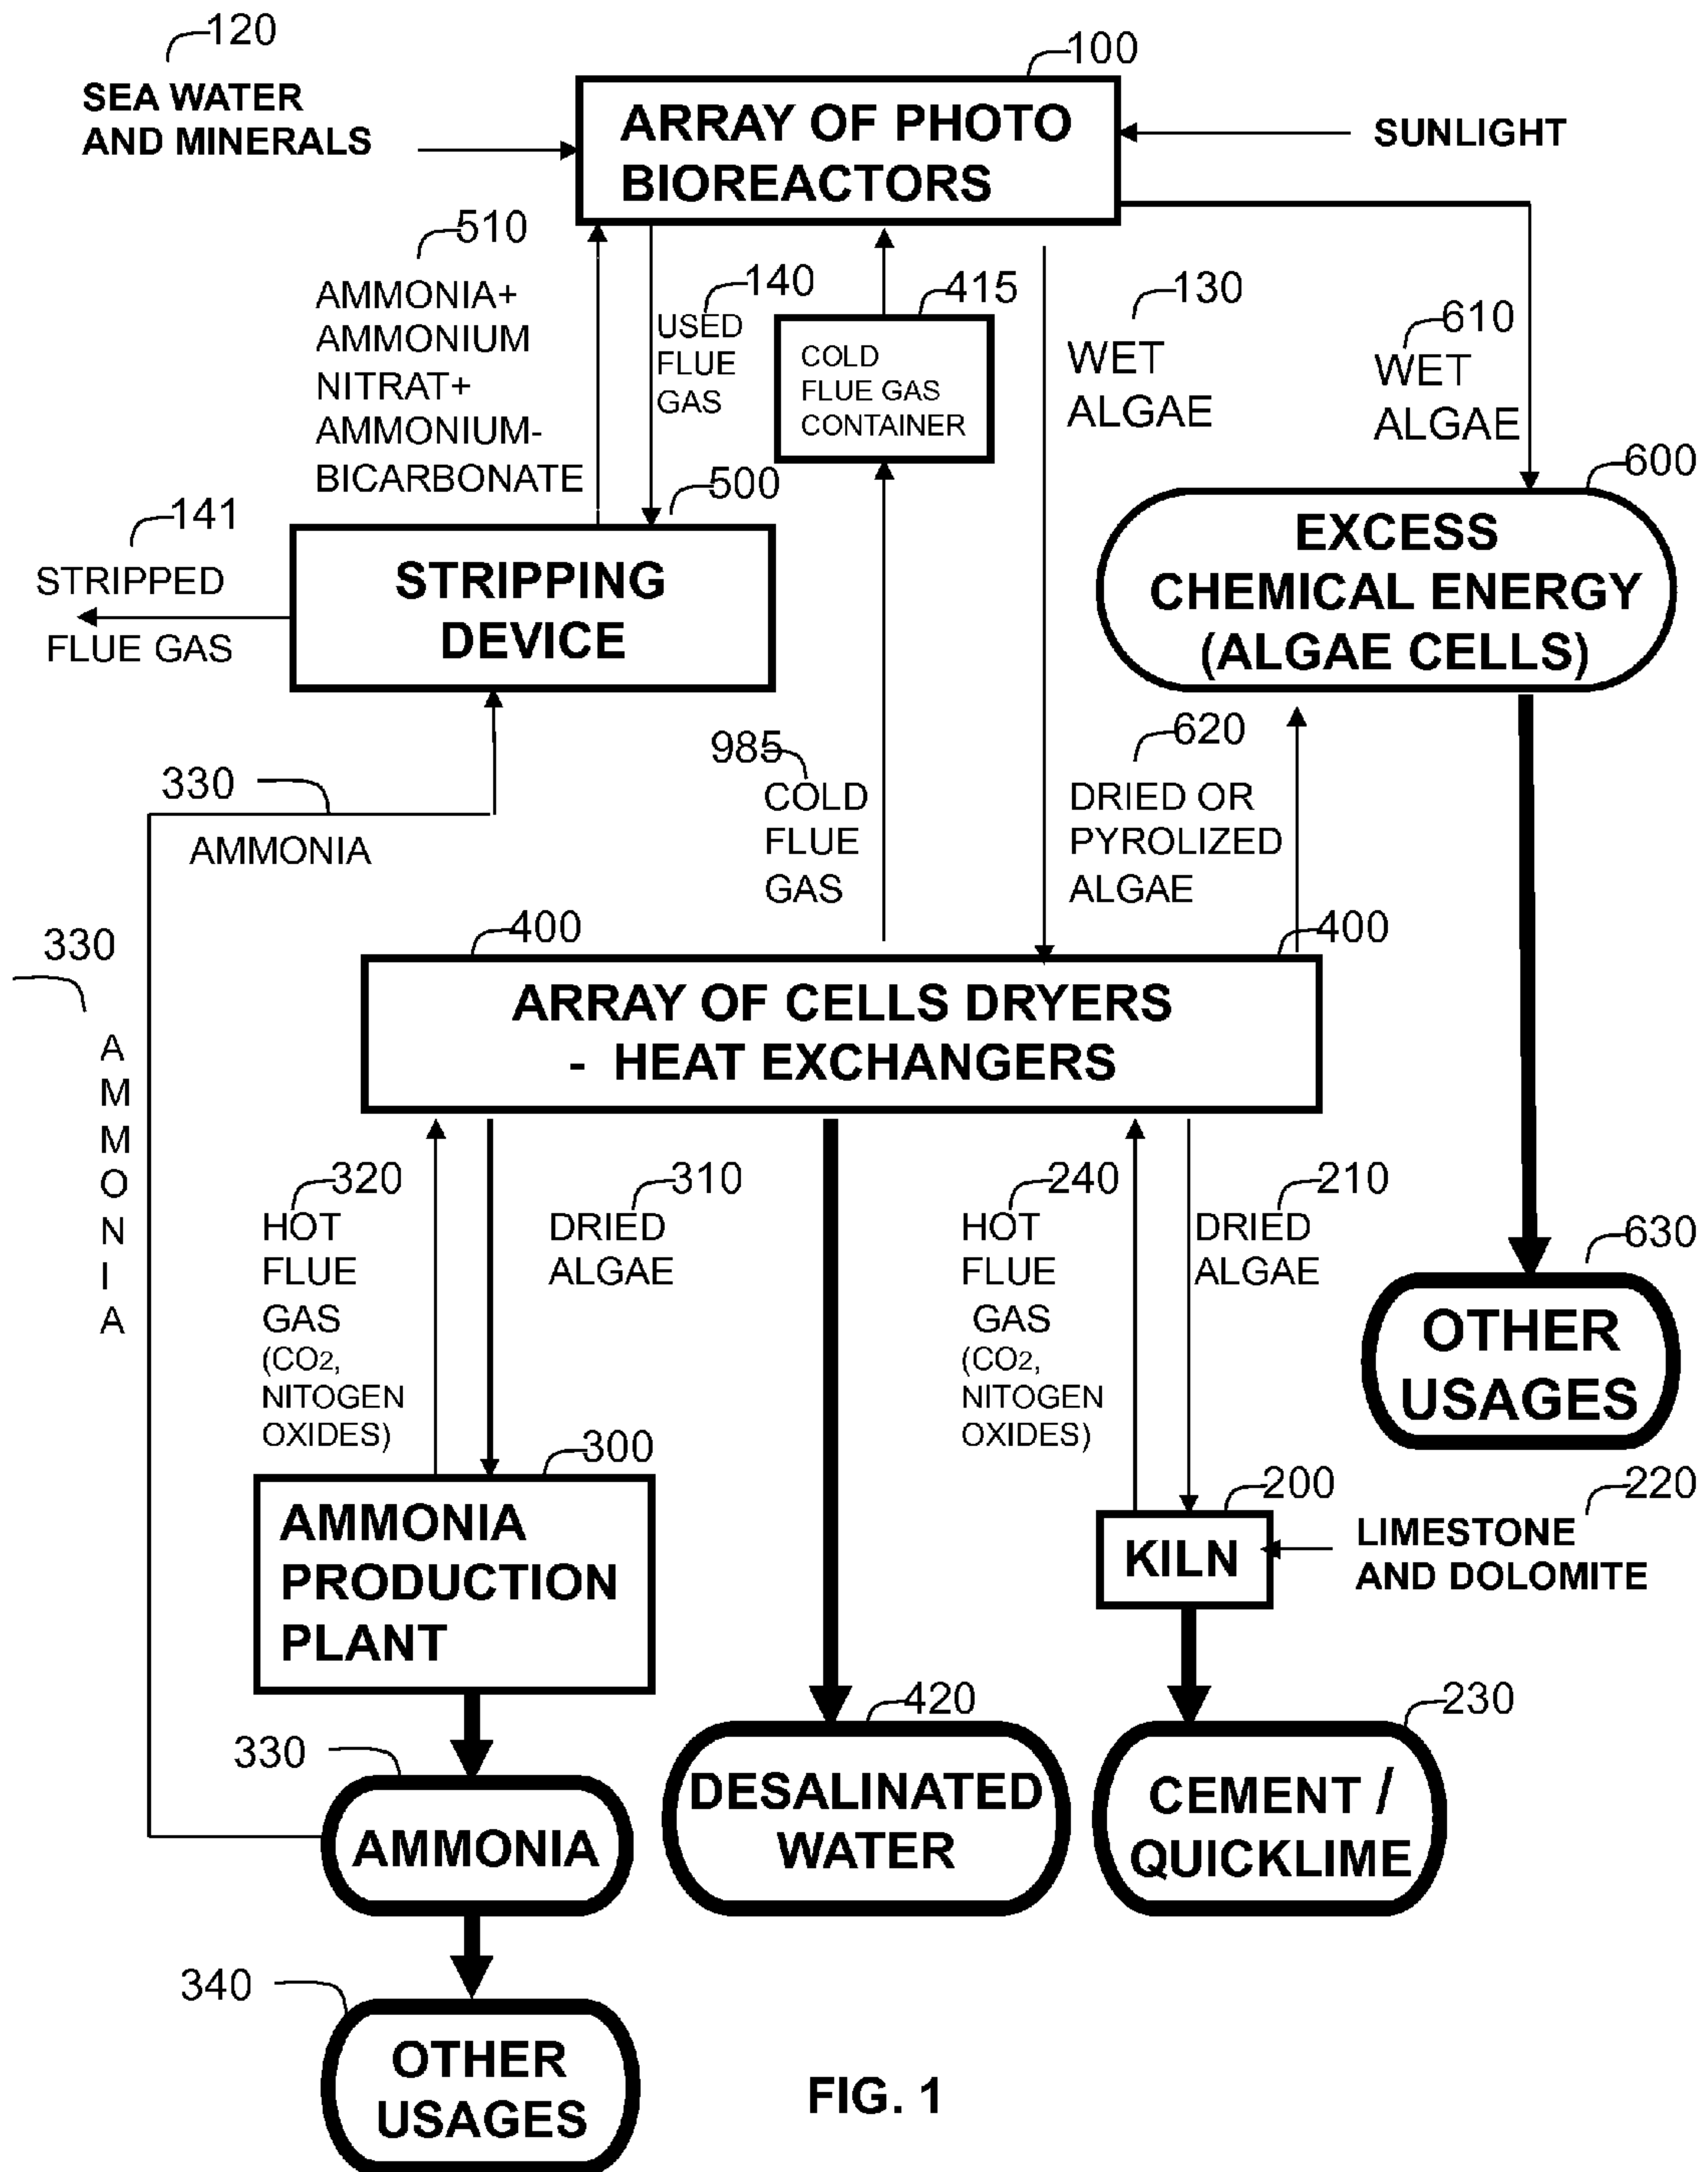 120
SEA WATER
AND MINERALS
100
ARRAY OF PHOTO
BIOREACTORS
SUNLIGHT
510
AMMONIA+
AMMONIUM
NITRAT+
AMMONIUM-
BICARBONATE
140
USED
FLUE
GAS
415
COLD
FLUE GAS
CONTAINER
130
WET
ALGAE
610
WET
ALGAE
141
STRIPPED
FLUE GAS
500
STRIPPING
DEVICE
600
EXCESS
CHEMICAL ENERGY
(ALGAE CELLS)
330
AMMONIA
985
COLD
FLUE
GAS
620
DRIED OR
PYROLIZED
ALGAE
330
A
M
M
O
N
I
A
400
400
ARRAY OF CELLS DRYERS
- HEAT EXCHANGERS
320
HOT
FLUE
GAS
(CO2,
NITOGEN
OXIDES)
310
DRIED
ALGAE
240
HOT
FLUE
GAS
(CO2,
NITOGEN
OXIDES)
210
DRIED
ALGAE
630
OTHER
USAGES
300
AMMONIA
PRODUCTION
PLANT
200
KILN
220
LIMESTONE
AND DOLOMITE
330
AMMONIA
420
DESALINATED
WATER
230
CEMENT /
QUICKLIME
340
OTHER
USAGES
FIG. 1